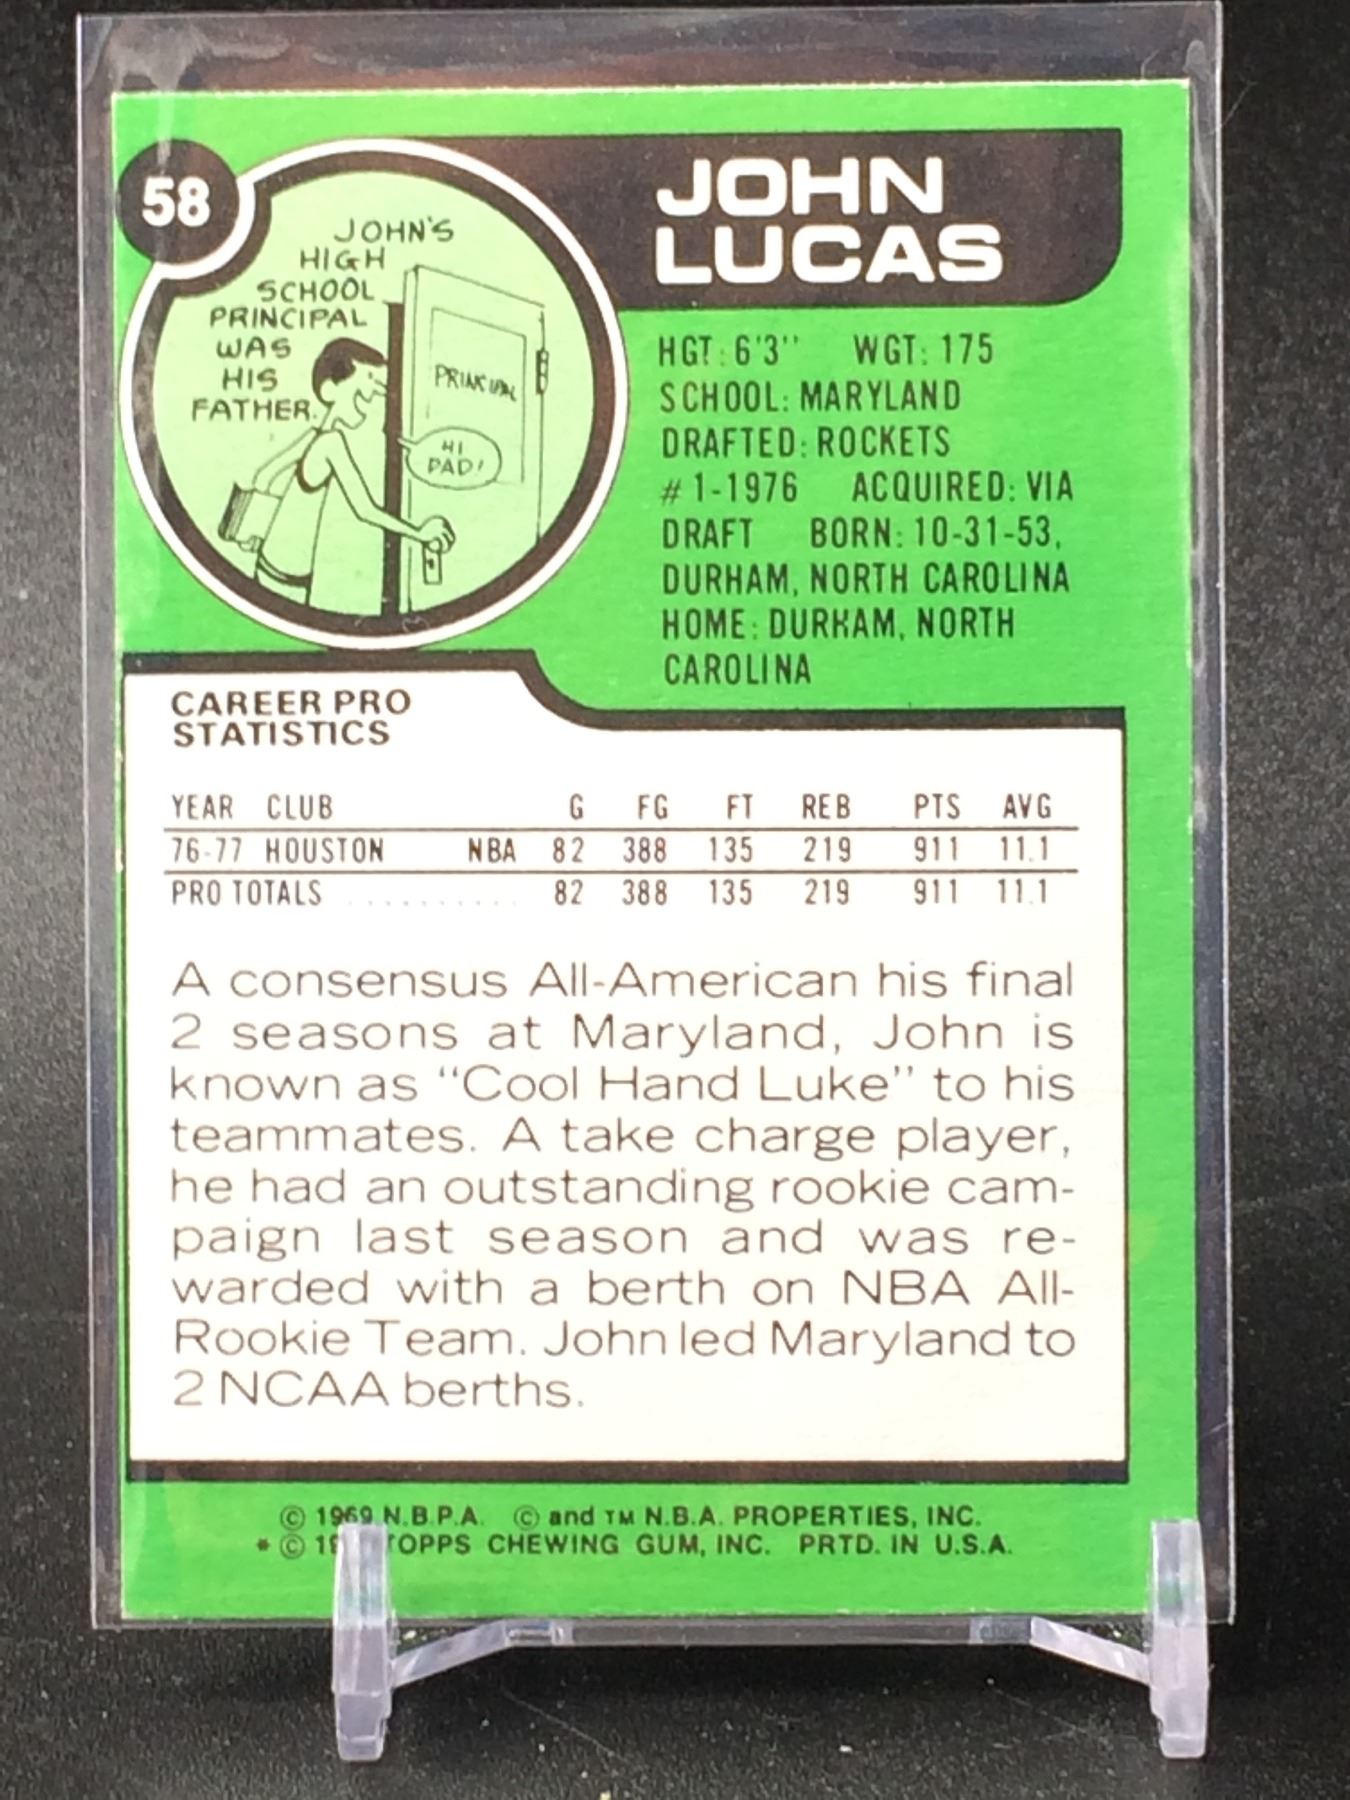 58
JOHN'S
HIGH
SCHOOL
PRINCIPAL
WAS
HIS
FATHER.
PRINCIPAL
HI
DAD!
JOHN
LUCAS
HGT: 6'3" WGT: 175
SCHOOL: MARYLAND
DRAFTED: ROCKETS
#1-1976 ACQUIRED: VIA
DRAFT BORN: 10-31-53,
DURHAM, NORTH CAROLINA
HOME: DURHAM, NORTH
CAROLINA
CAREER PRO
STATISTICS
YEAR CLUB G FG FT REB PTS AVG
76-77 HOUSTON NBA 82 388 135 219 911 11.1
PRO TOTALS .......... 82 388 135 219 911 11.1
A consensus All-American his final
2 seasons at Maryland, John is
known as "Cool Hand Luke" to his
teammates. A take charge player,
he had an outstanding rookie cam-
paign last season and was re-
warded with a berth on NBA All-
Rookie Team. John led Maryland to
2 NCAA berths.
© 1969 N.B.P.A. © and TM N.B.A. PROPERTIES, INC.
* © TOPPS CHEWING GUM, INC. PRTD. IN U.S.A.